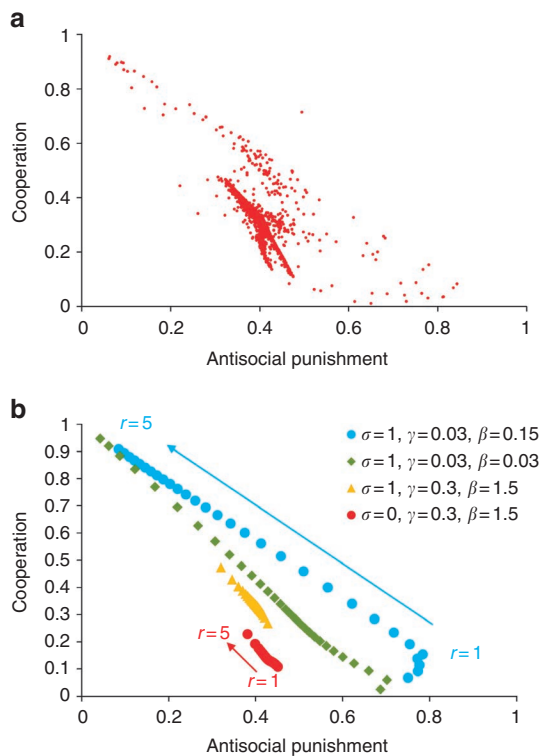 a
1
0.8
0.6
0.4
0.2
0
Cooperation
0 0.2 0.4 0.6 0.8 1
Antisocial punishment
b
1
0.9
0.8
0.7
0.6
0.5
0.4
0.3
0.2
0.1
0
Cooperation
r=5
σ=1, γ=0.03, β=0.15
σ=1, γ=0.03, β=0.03
σ=1, γ=0.3, β=1.5
σ=0, γ=0.3, β=1.5
r=5
r=1
r=1
0 0.2 0.4 0.6 0.8 1
Antisocial punishment